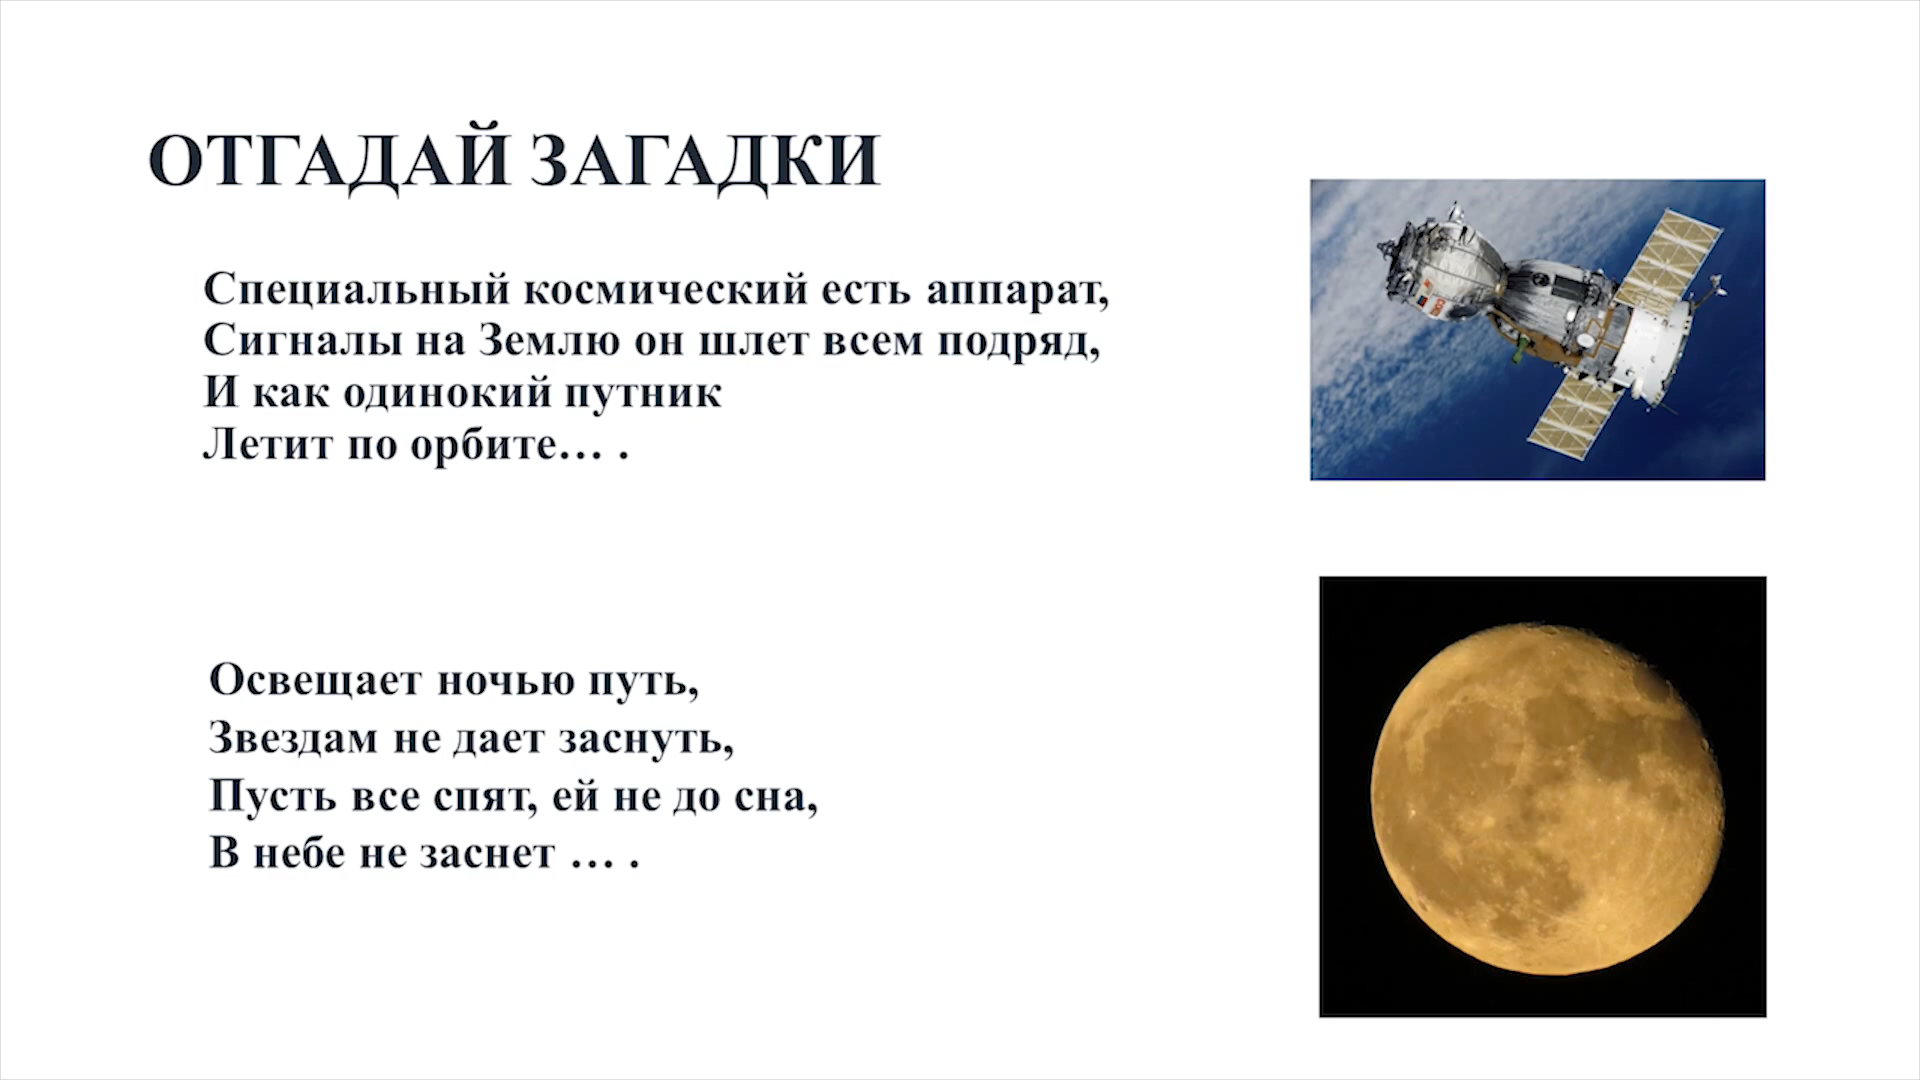 ОТГАДАЙ ЗАГАДКИ
Специальный космический есть аппарат,
Сигналы на Землю он шлет всем подряд,
И как одинокий путник
Летит по орбите… .
Освещает ночью путь,
Звездам не дает заснуть,
Пусть все спят, ей не до сна,
В небе не заснет … .